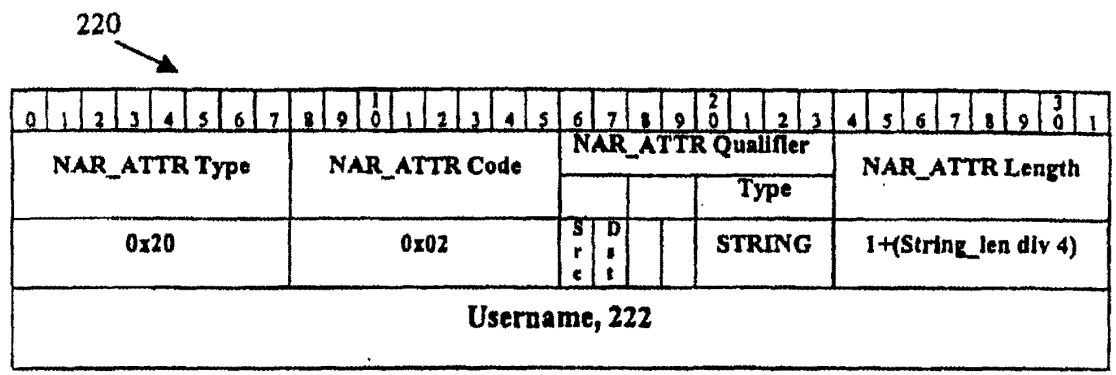 220
1 2 3
0 1 2 3 4 5 6 7 8 9 0 1 2 3 4 5 6 7 8 9 0 1 2 3 4 5 6 7 8 9 0 1
NAR_ATTR Type NAR_ATTR Code NAR_ATTR Qualifier NAR_ATTR Length
Type
0x20 0x02 Src Dst STRING 1+(String_len div 4)
Username, 222